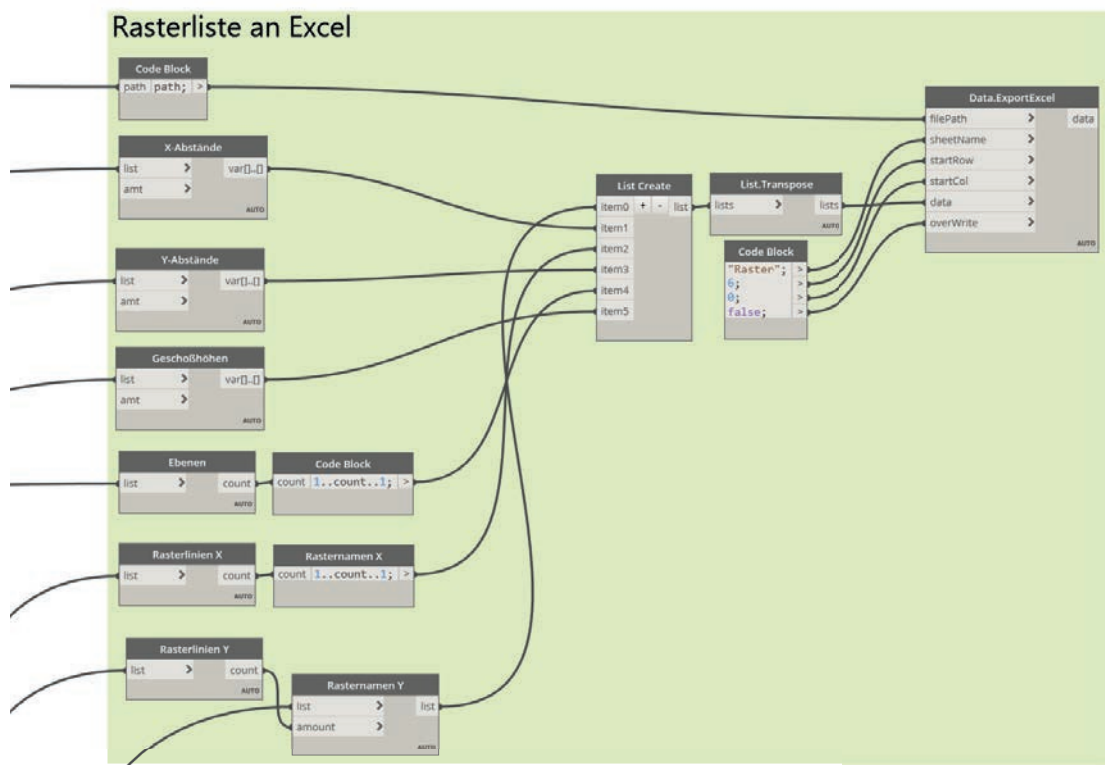 Rasterliste an Excel
Code Block
path path; >
X-Abstände
list > var[]..[]
amt >
AUTO
Y-Abstände
list > var[]..[]
amt >
AUTO
Geschoßhöhen
list > var[]..[]
amt >
AUTO
Ebenen
list > count
AUTO
Code Block
count 1..count..1; >
Rasterlinien X
list > count
AUTO
Rasternamen X
count 1..count..1; >
Rasterlinien Y
list > count
AUTO
Rasternamen Y
list > list
amount >
AUTO
List Create
item0 + - list
item1
item2
item3
item4
item5
List.Transpose
lists > lists
AUTO
Code Block
"Raster"; >
6; >
0; >
false; >
Data.ExportExcel
filePath > data
sheetName >
startRow >
startCol >
data >
overWrite >
AUTO